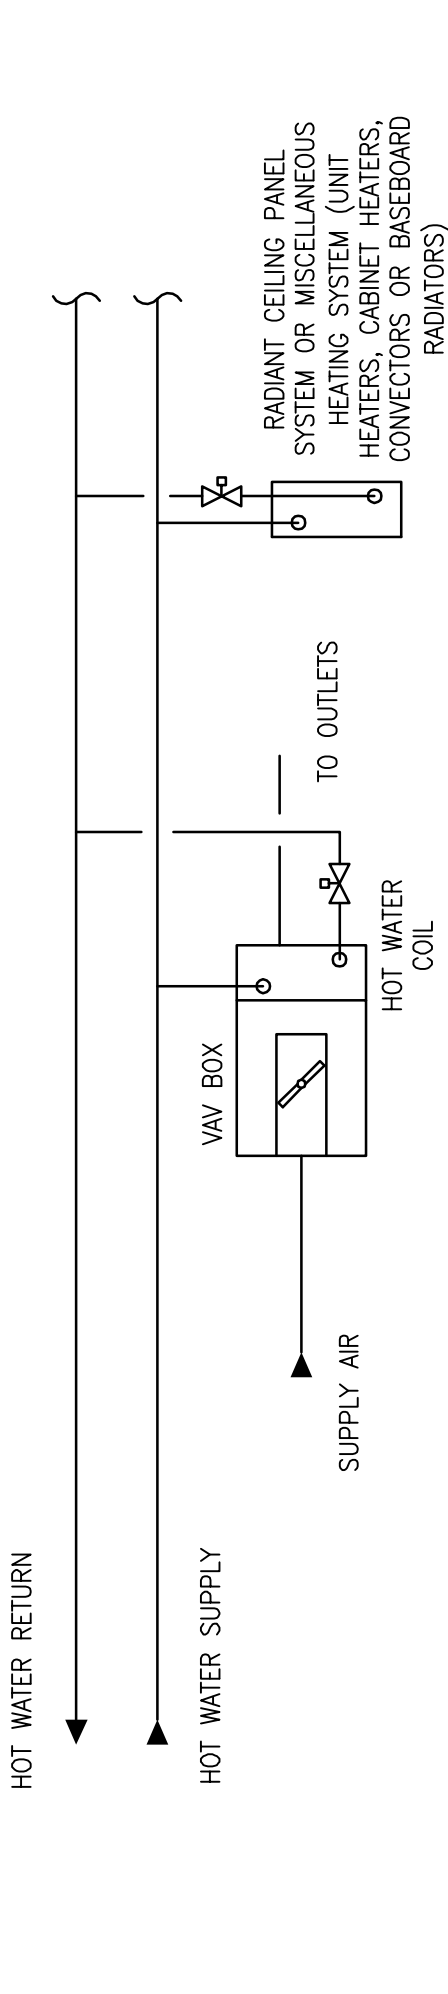 HOT WATER RETURN
HOT WATER SUPPLY
SUPPLY AIR
VAV BOX
HOT WATER
COIL
TO OUTLETS
RADIANT CEILING PANEL
SYSTEM OR MISCELLANEOUS
HEATING SYSTEM (UNIT
HEATERS, CABINET HEATERS,
CONVECTORS OR BASEBOARD
RADIATORS)